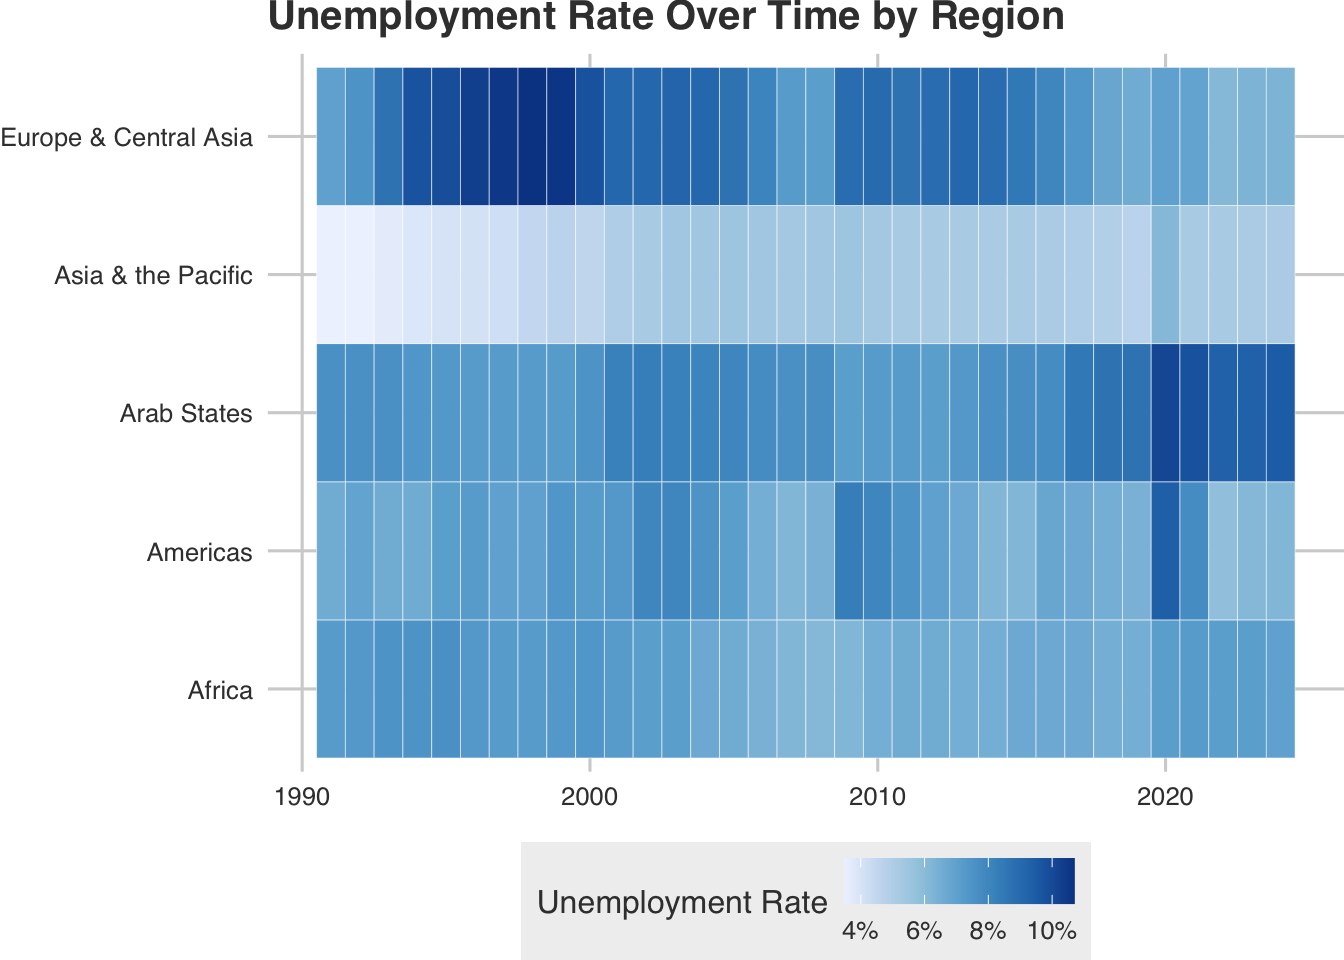 Unemployment Rate Over Time by Region
Europe & Central Asia
Asia & the Pacific
Arab States
Americas
Africa
1990 2000 2010 2020
Unemployment Rate
4% 6% 8% 10%